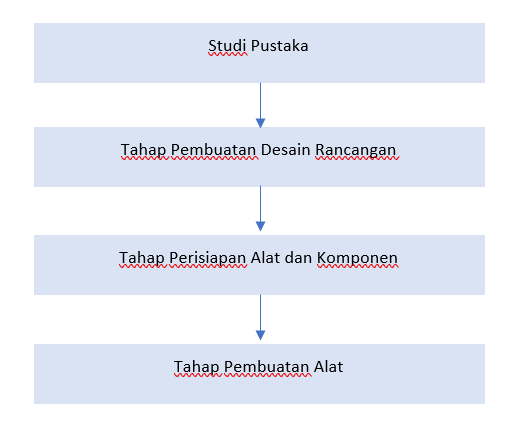 Studi Pustaka
Tahap Pembuatan Desain Rancangan
Tahap Perisiapan Alat dan Komponen
Tahap Pembuatan Alat